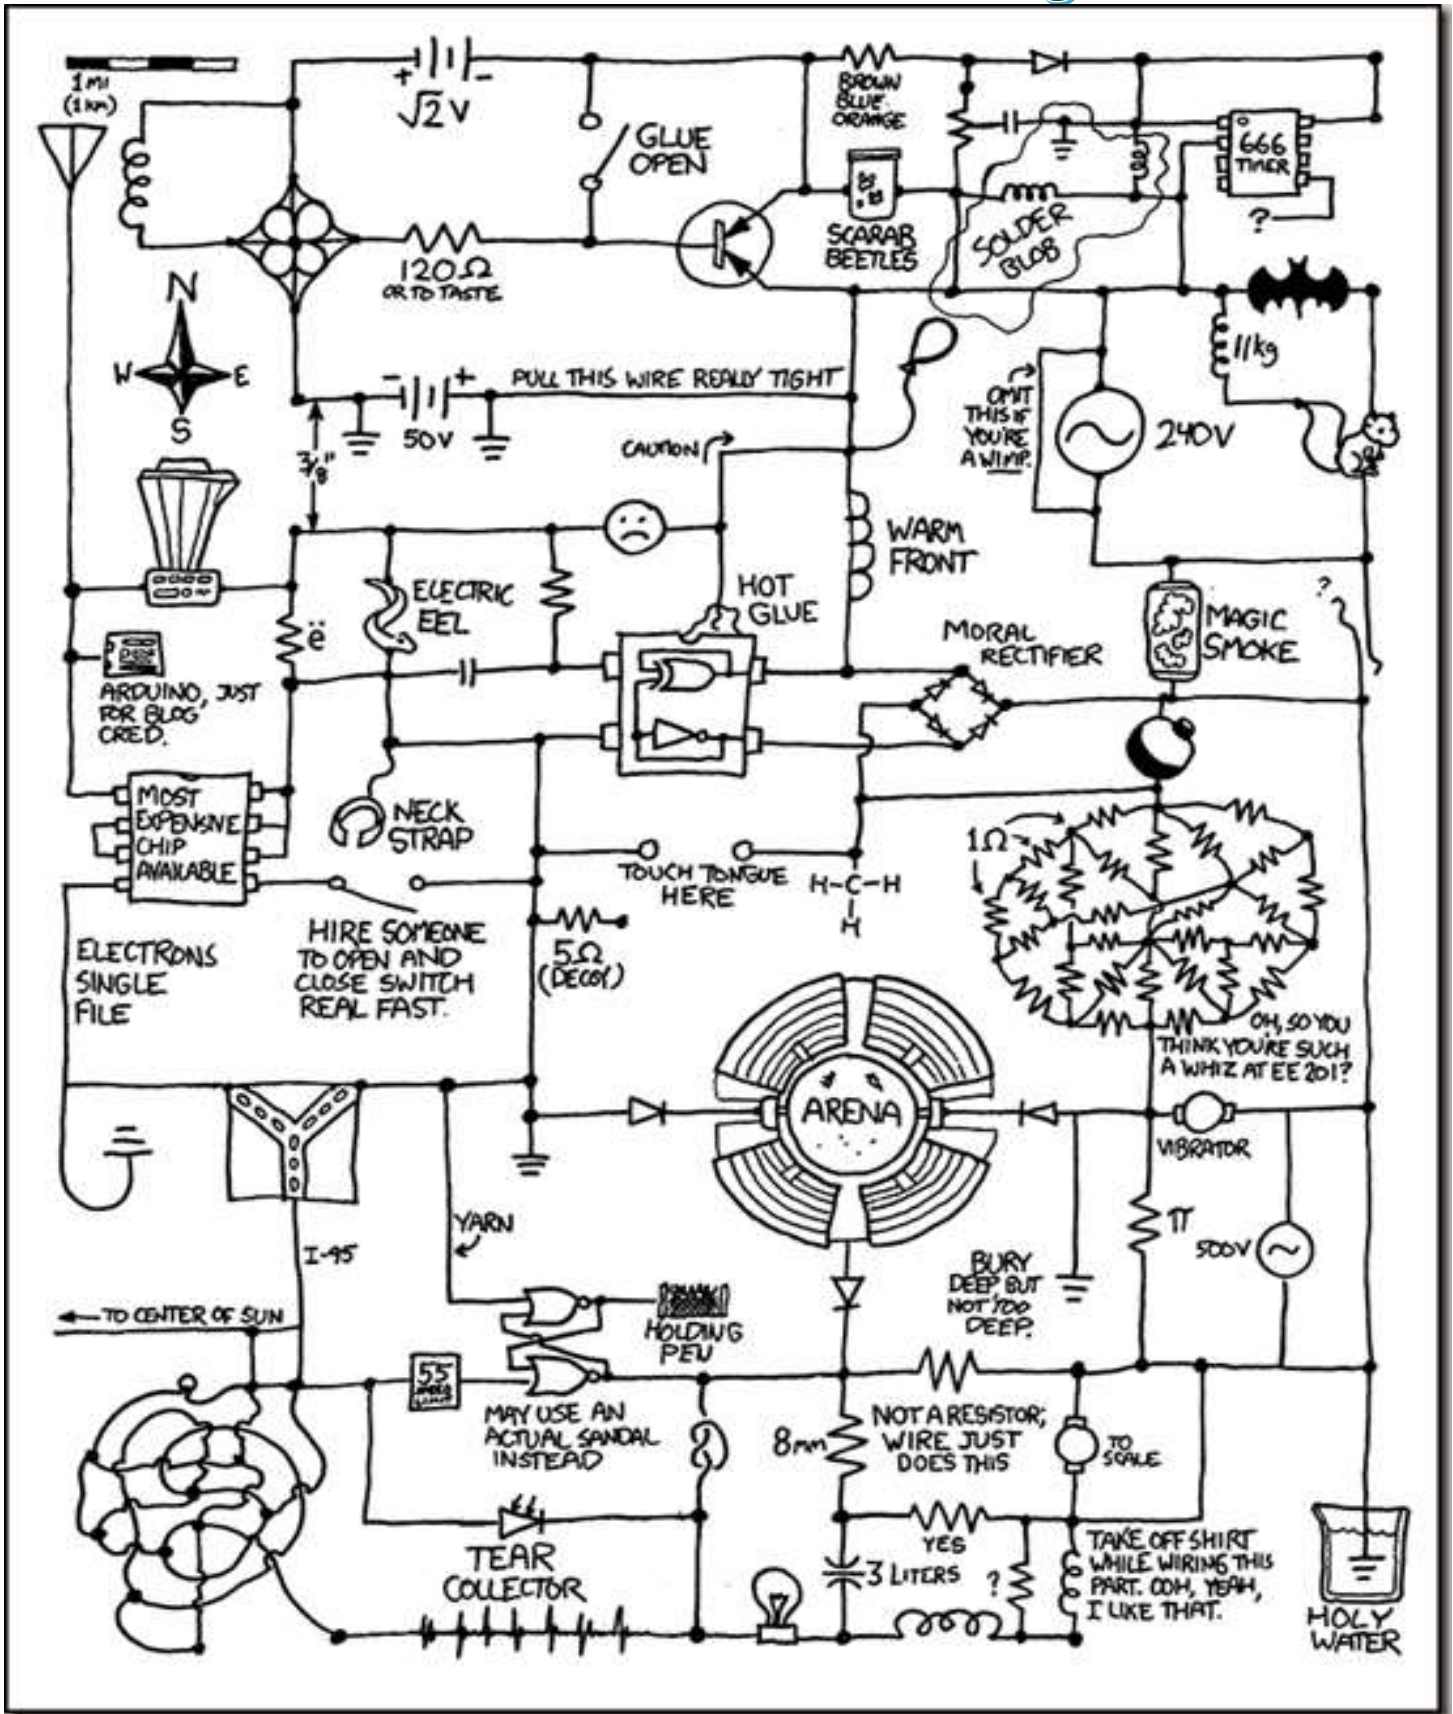 1 MI
(1 km)
+ -
√2 V
GLUE
OPEN
BROWN
BLUE
ORANGE
666
TIMER
?
SCARAB
BEETLES
SOLDER
BLOB
120Ω
OR TO TASTE
N
W E
S
- +
50V
PULL THIS WIRE REALLY TIGHT
7/8"
CAUTION
OMIT
THIS IF
YOU'RE
A WIMP.
240V
11kg
ELECTRIC
EEL
HOT
GLUE
WARM
FRONT
MORAL
RECTIFIER
MAGIC
SMOKE
?
ë
ARDUINO, JUST
FOR BLOG
CRED.
MOST
EXPENSIVE
CHIP
AVAILABLE
NECK
STRAP
TOUCH TONGUE
HERE
H-C-H
H
1Ω
ELECTRONS
SINGLE
FILE
HIRE SOMEONE
TO OPEN AND
CLOSE SWITCH
REAL FAST.
5Ω
(DECOY)
OH, SO YOU
THINK YOU'RE SUCH
A WHIZ AT EE 201?
ARENA
VIBRATOR
π
500V
YARN
I-95
BURY
DEEP, BUT
NOT TOO
DEEP.
TO CENTER OF SUN
HOLDING
PEN
55
MAY USE AN
ACTUAL SANDAL
INSTEAD
8mm
NOT A RESISTOR;
WIRE JUST
DOES THIS
TO
SCALE
YES
TEAR
COLLECTOR
3 LITERS
?
TAKE OFF SHIRT
WHILE WIRING THIS
PART. OOH, YEAH,
I LIKE THAT.
HOLY
WATER